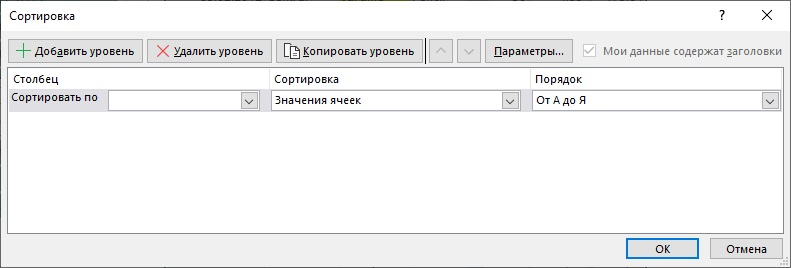 Сортировка
? ×
Добавить уровень Удалить уровень Копировать уровень Параметры... Мои данные содержат заголовки
Столбец Сортировка Порядок
Сортировать по Значения ячеек От А до Я
ОК Отмена